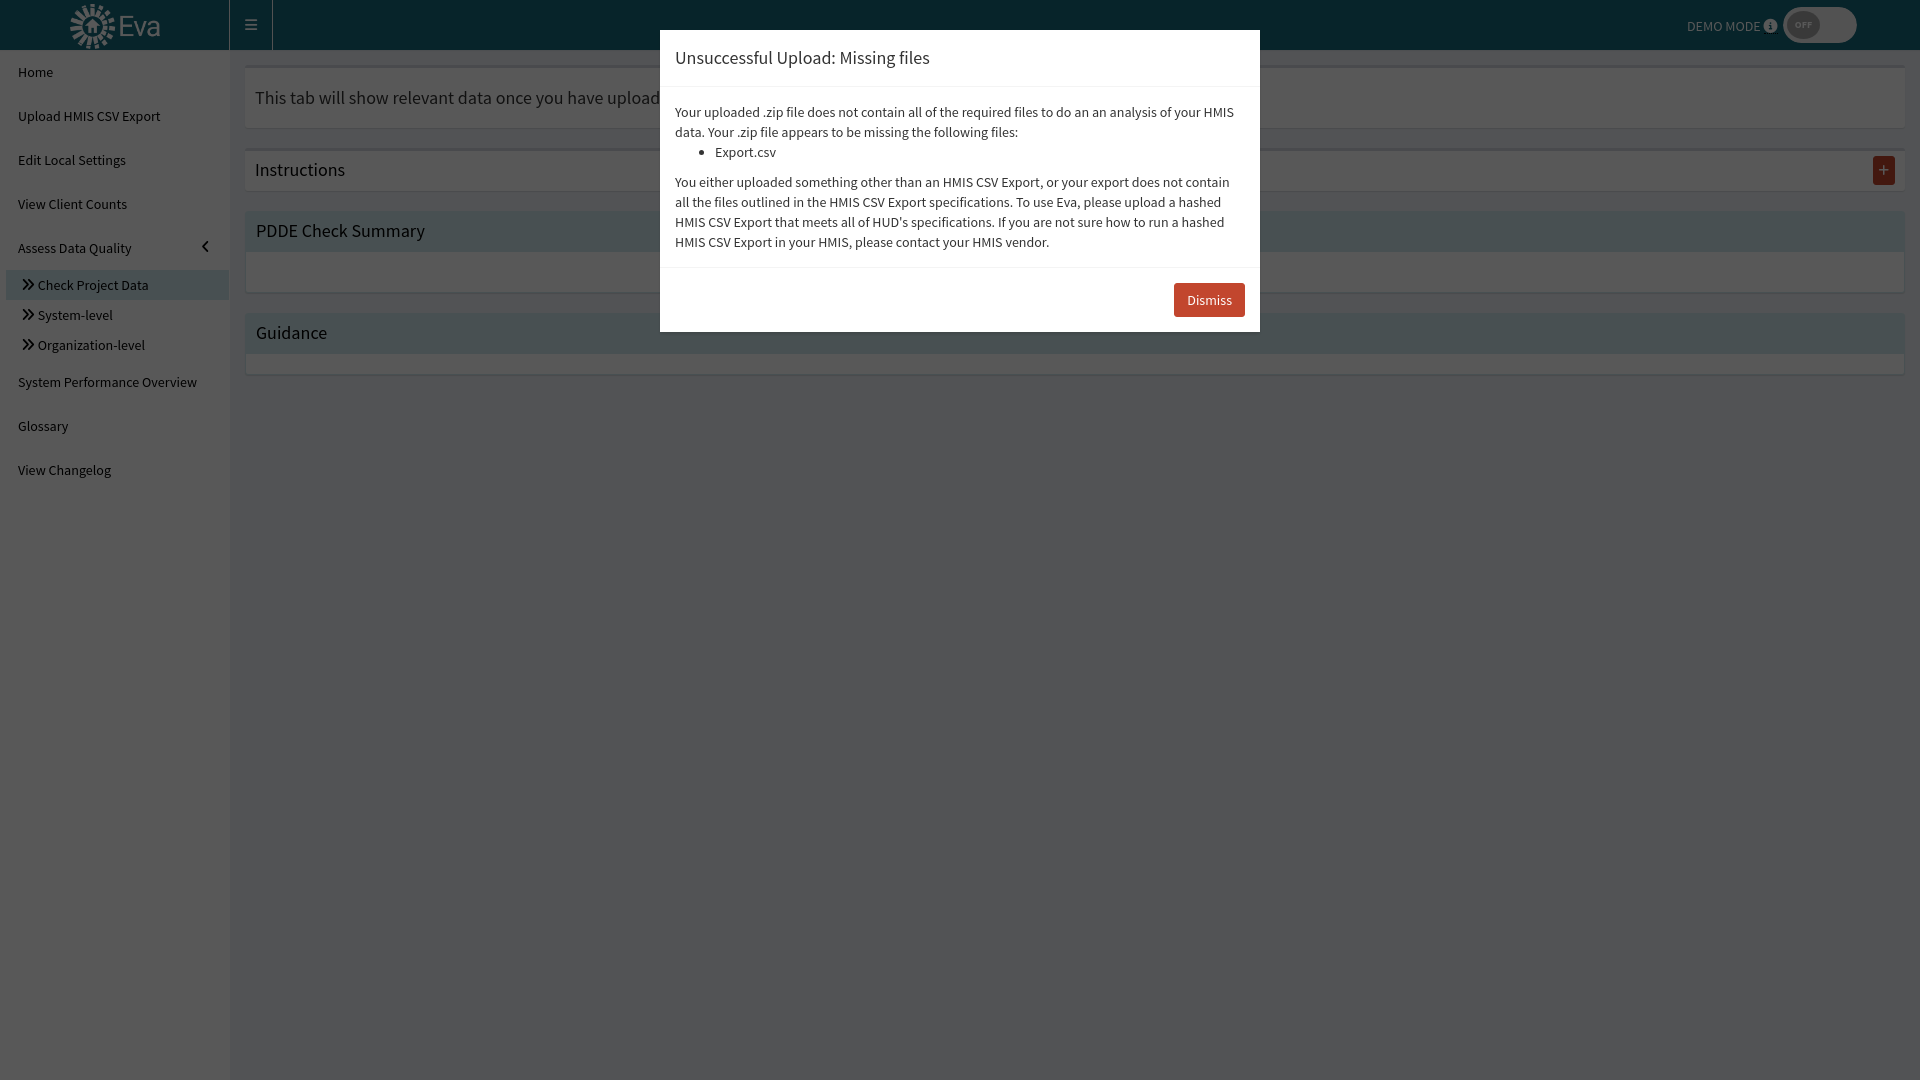 Eva
DEMO MODE
OFF
Home
Upload HMIS CSV Export
Edit Local Settings
View Client Counts
Assess Data Quality
Check Project Data
System-level
Organization-level
System Performance Overview
Glossary
View Changelog
This tab will show relevant data once you have upload
Instructions
+
PDDE Check Summary
Guidance
Unsuccessful Upload: Missing files
Your uploaded .zip file does not contain all of the required files to do an an analysis of your HMIS
data. Your .zip file appears to be missing the following files:
• Export.csv
You either uploaded something other than an HMIS CSV Export, or your export does not contain
all the files outlined in the HMIS CSV Export specifications. To use Eva, please upload a hashed
HMIS CSV Export that meets all of HUD's specifications. If you are not sure how to run a hashed
HMIS CSV Export in your HMIS, please contact your HMIS vendor.
Dismiss